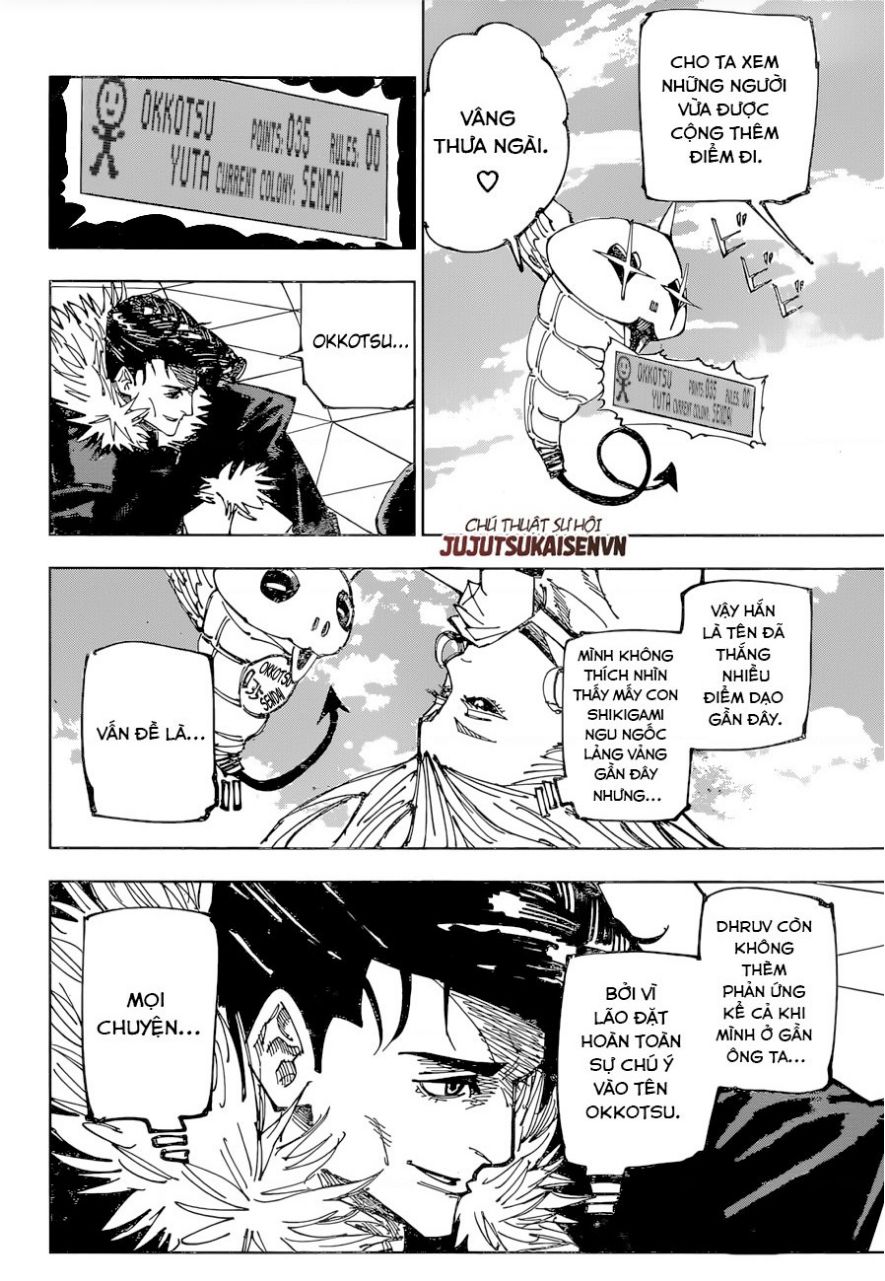 CHO TA XEM
NHỮNG NGƯỜI
VỪA ĐƯỢC
CỘNG THÊM
ĐIỂM ĐI.
VÂNG
THƯA NGÀI.
♡
ビ"
ビ"
ビ"
OKKOTSU POINTS:035 RULES: 00
YUTA CURRENT COLONY: SENDAI
OKKOTSU POINTS:035 RULES: 00
YUTA CURRENT COLONY: SENDAI
OKKOTSU...
CHÚ THUẬT SƯ HỒI
JUJUTSUKAISENVN
VẬY HẮN
LÀ TÊN ĐÃ
THẮNG
NHIỀU
ĐIỂM DẠO
GẦN ĐÂY.
MÌNH KHÔNG
THÍCH NHÌN
THẤY MẤY CON
SHIKIGAMI
NGU NGỐC
LẢNG VẢNG
GẦN ĐÂY
NHƯNG...
OKKOTSU
035
SENDAI
VẤN ĐỀ LÀ...
DHRUV CÒN
KHÔNG
THÈM
PHẢN ỨNG
KỂ CẢ KHI
MÌNH Ở GẦN
ÔNG TA...
BỞI VÌ
LÃO ĐẶT
HOÀN TOÀN
SỰ CHÚ Ý
VÀO TÊN
OKKOTSU.
MỌI
CHUYỆN...